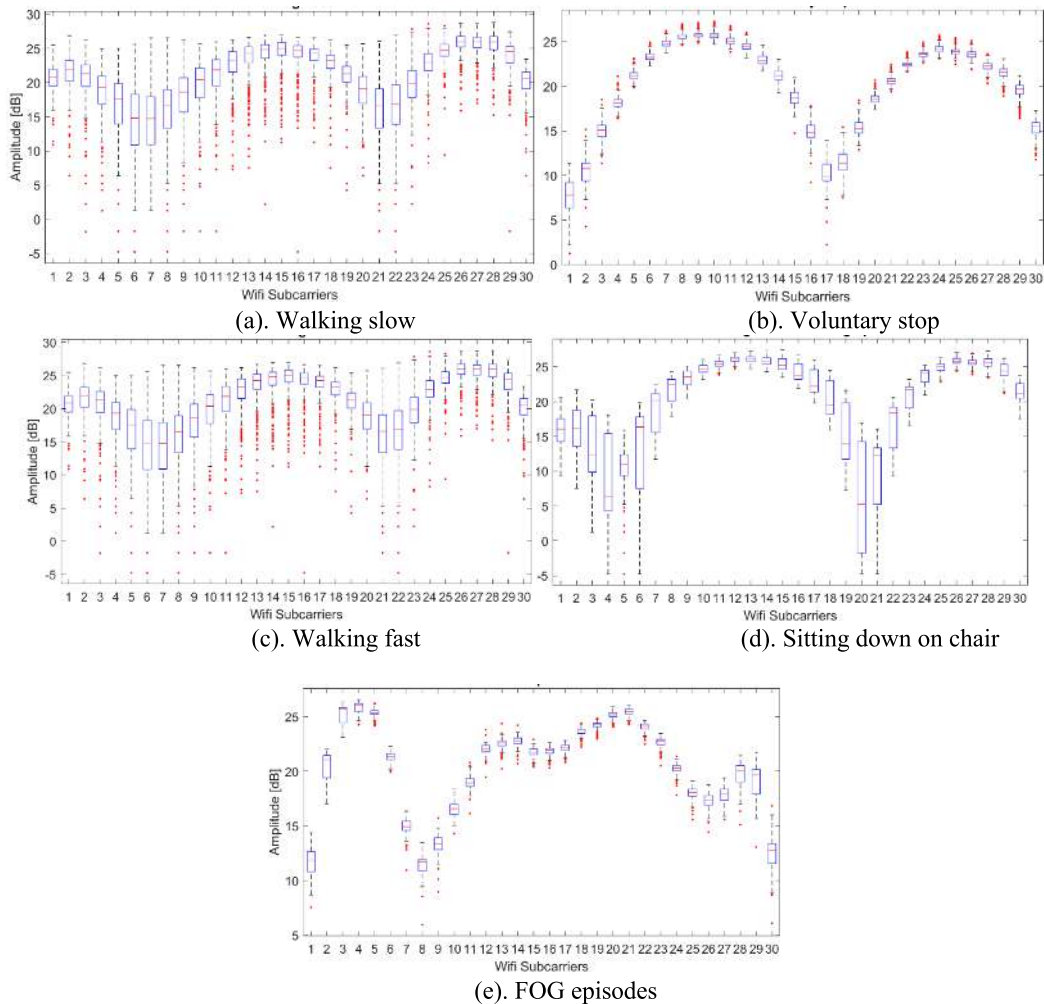 30
25
20
15
10
5
0
-5
Amplitude [dB]
1 2 3 4 5 6 7 8 9 10 11 12 13 14 15 16 17 18 19 20 21 22 23 24 25 26 27 28 29 30
Wifi Subcarriers
(a). Walking slow
25
20
15
10
5
0
1 2 3 4 5 6 7 8 9 10 11 12 13 14 15 16 17 18 19 20 21 22 23 24 25 26 27 28 29 30
Wifi Subcarriers
(b). Voluntary stop
30
25
20
15
10
5
0
-5
Amplitude [dB]
1 2 3 4 5 6 7 8 9 10 11 12 13 14 15 16 17 18 19 20 21 22 23 24 25 26 27 28 29 30
Wifi Subcarriers
(c). Walking fast
25
20
15
10
5
0
-5
1 2 3 4 5 6 7 8 9 10 11 12 13 14 15 16 17 18 19 20 21 22 23 24 25 26 27 28 29 30
Wifi Subcarriers
(d). Sitting down on chair
25
20
15
10
5
Amplitude [dB]
1 2 3 4 5 6 7 8 9 10 11 12 13 14 15 16 17 18 19 20 21 22 23 24 25 26 27 28 29 30
Wifi Subcarriers
(e). FOG episodes